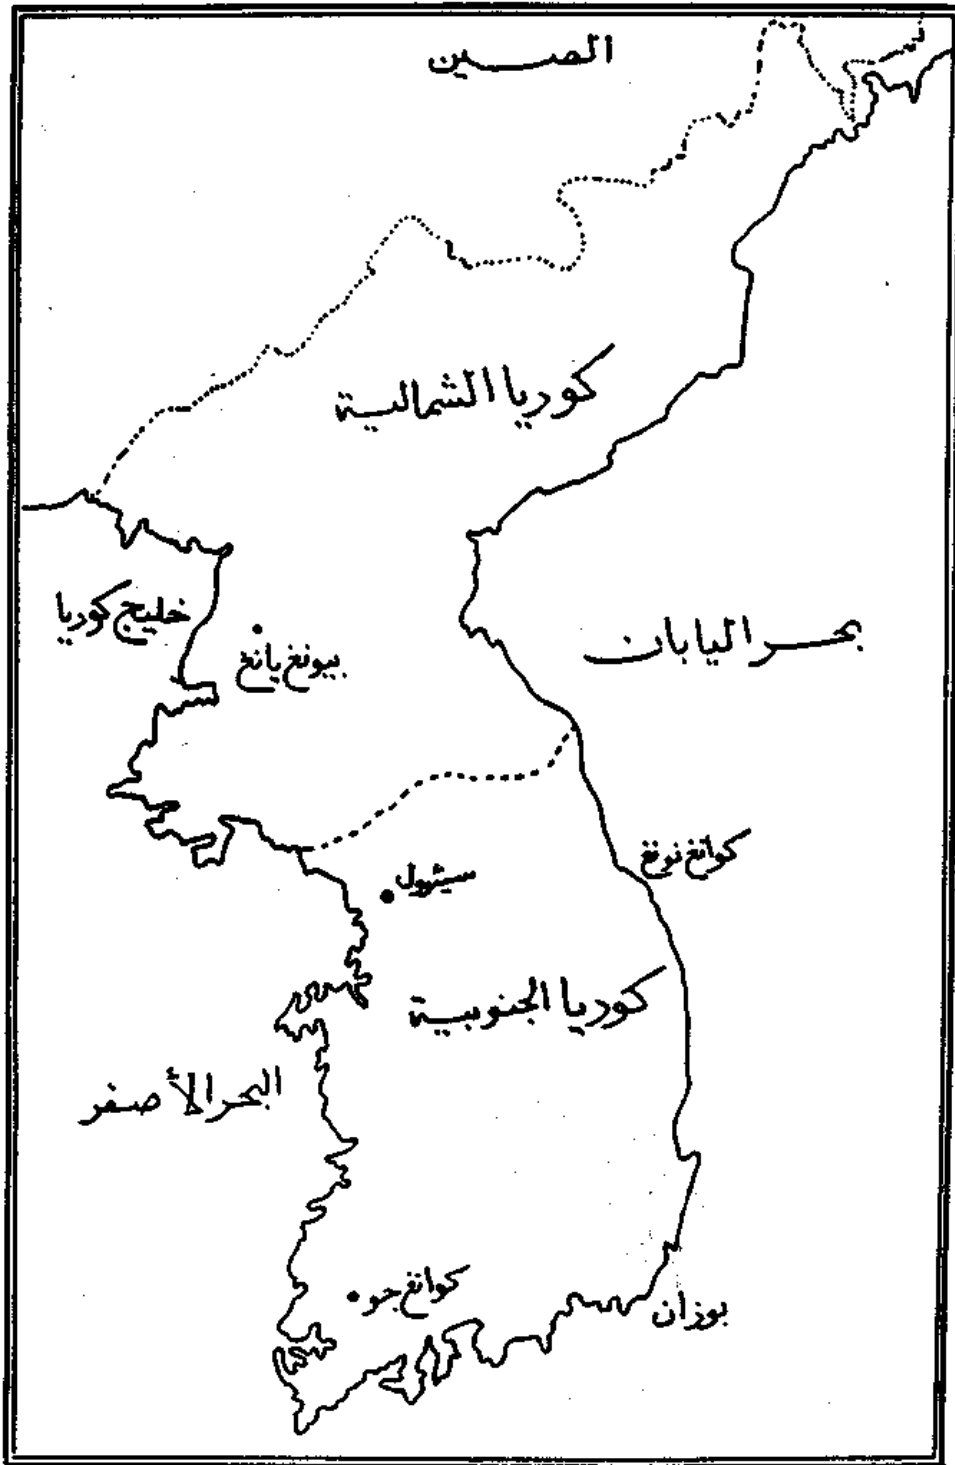 الصين
كوريا الشمالية
خليج كوريا
بيونغ يانغ
بحر اليابان
كوانغ نونغ
سيئول
كوريا الجنوبية
البحر الأصفر
كوانغ جو
بوزان